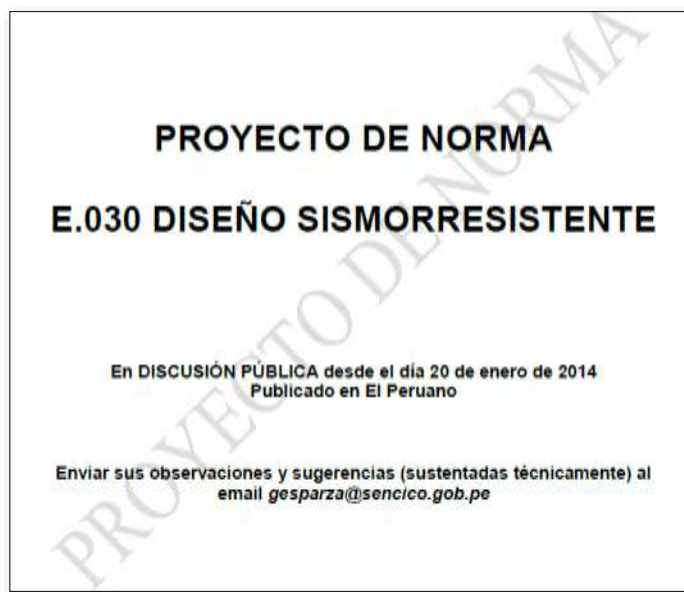 PROYECTO DE NORMA
E.030 DISEÑO SISMORRESISTENTE
En DISCUSIÓN PÚBLICA desde el día 20 de enero de 2014
Publicado en El Peruano
Enviar sus observaciones y sugerencias (sustentadas técnicamente) al
email gesparza@sencico.gob.pe
PROYECTO DE NORMA